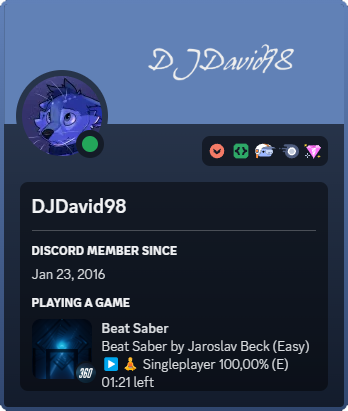 DJDavid98
DJDavid98
DISCORD MEMBER SINCE
Jan 23, 2016
PLAYING A GAME
Beat Saber
Beat Saber by Jaroslav Beck (Easy)
▶️ 🧘 Singleplayer 100,00% (E)
01:21 left
360